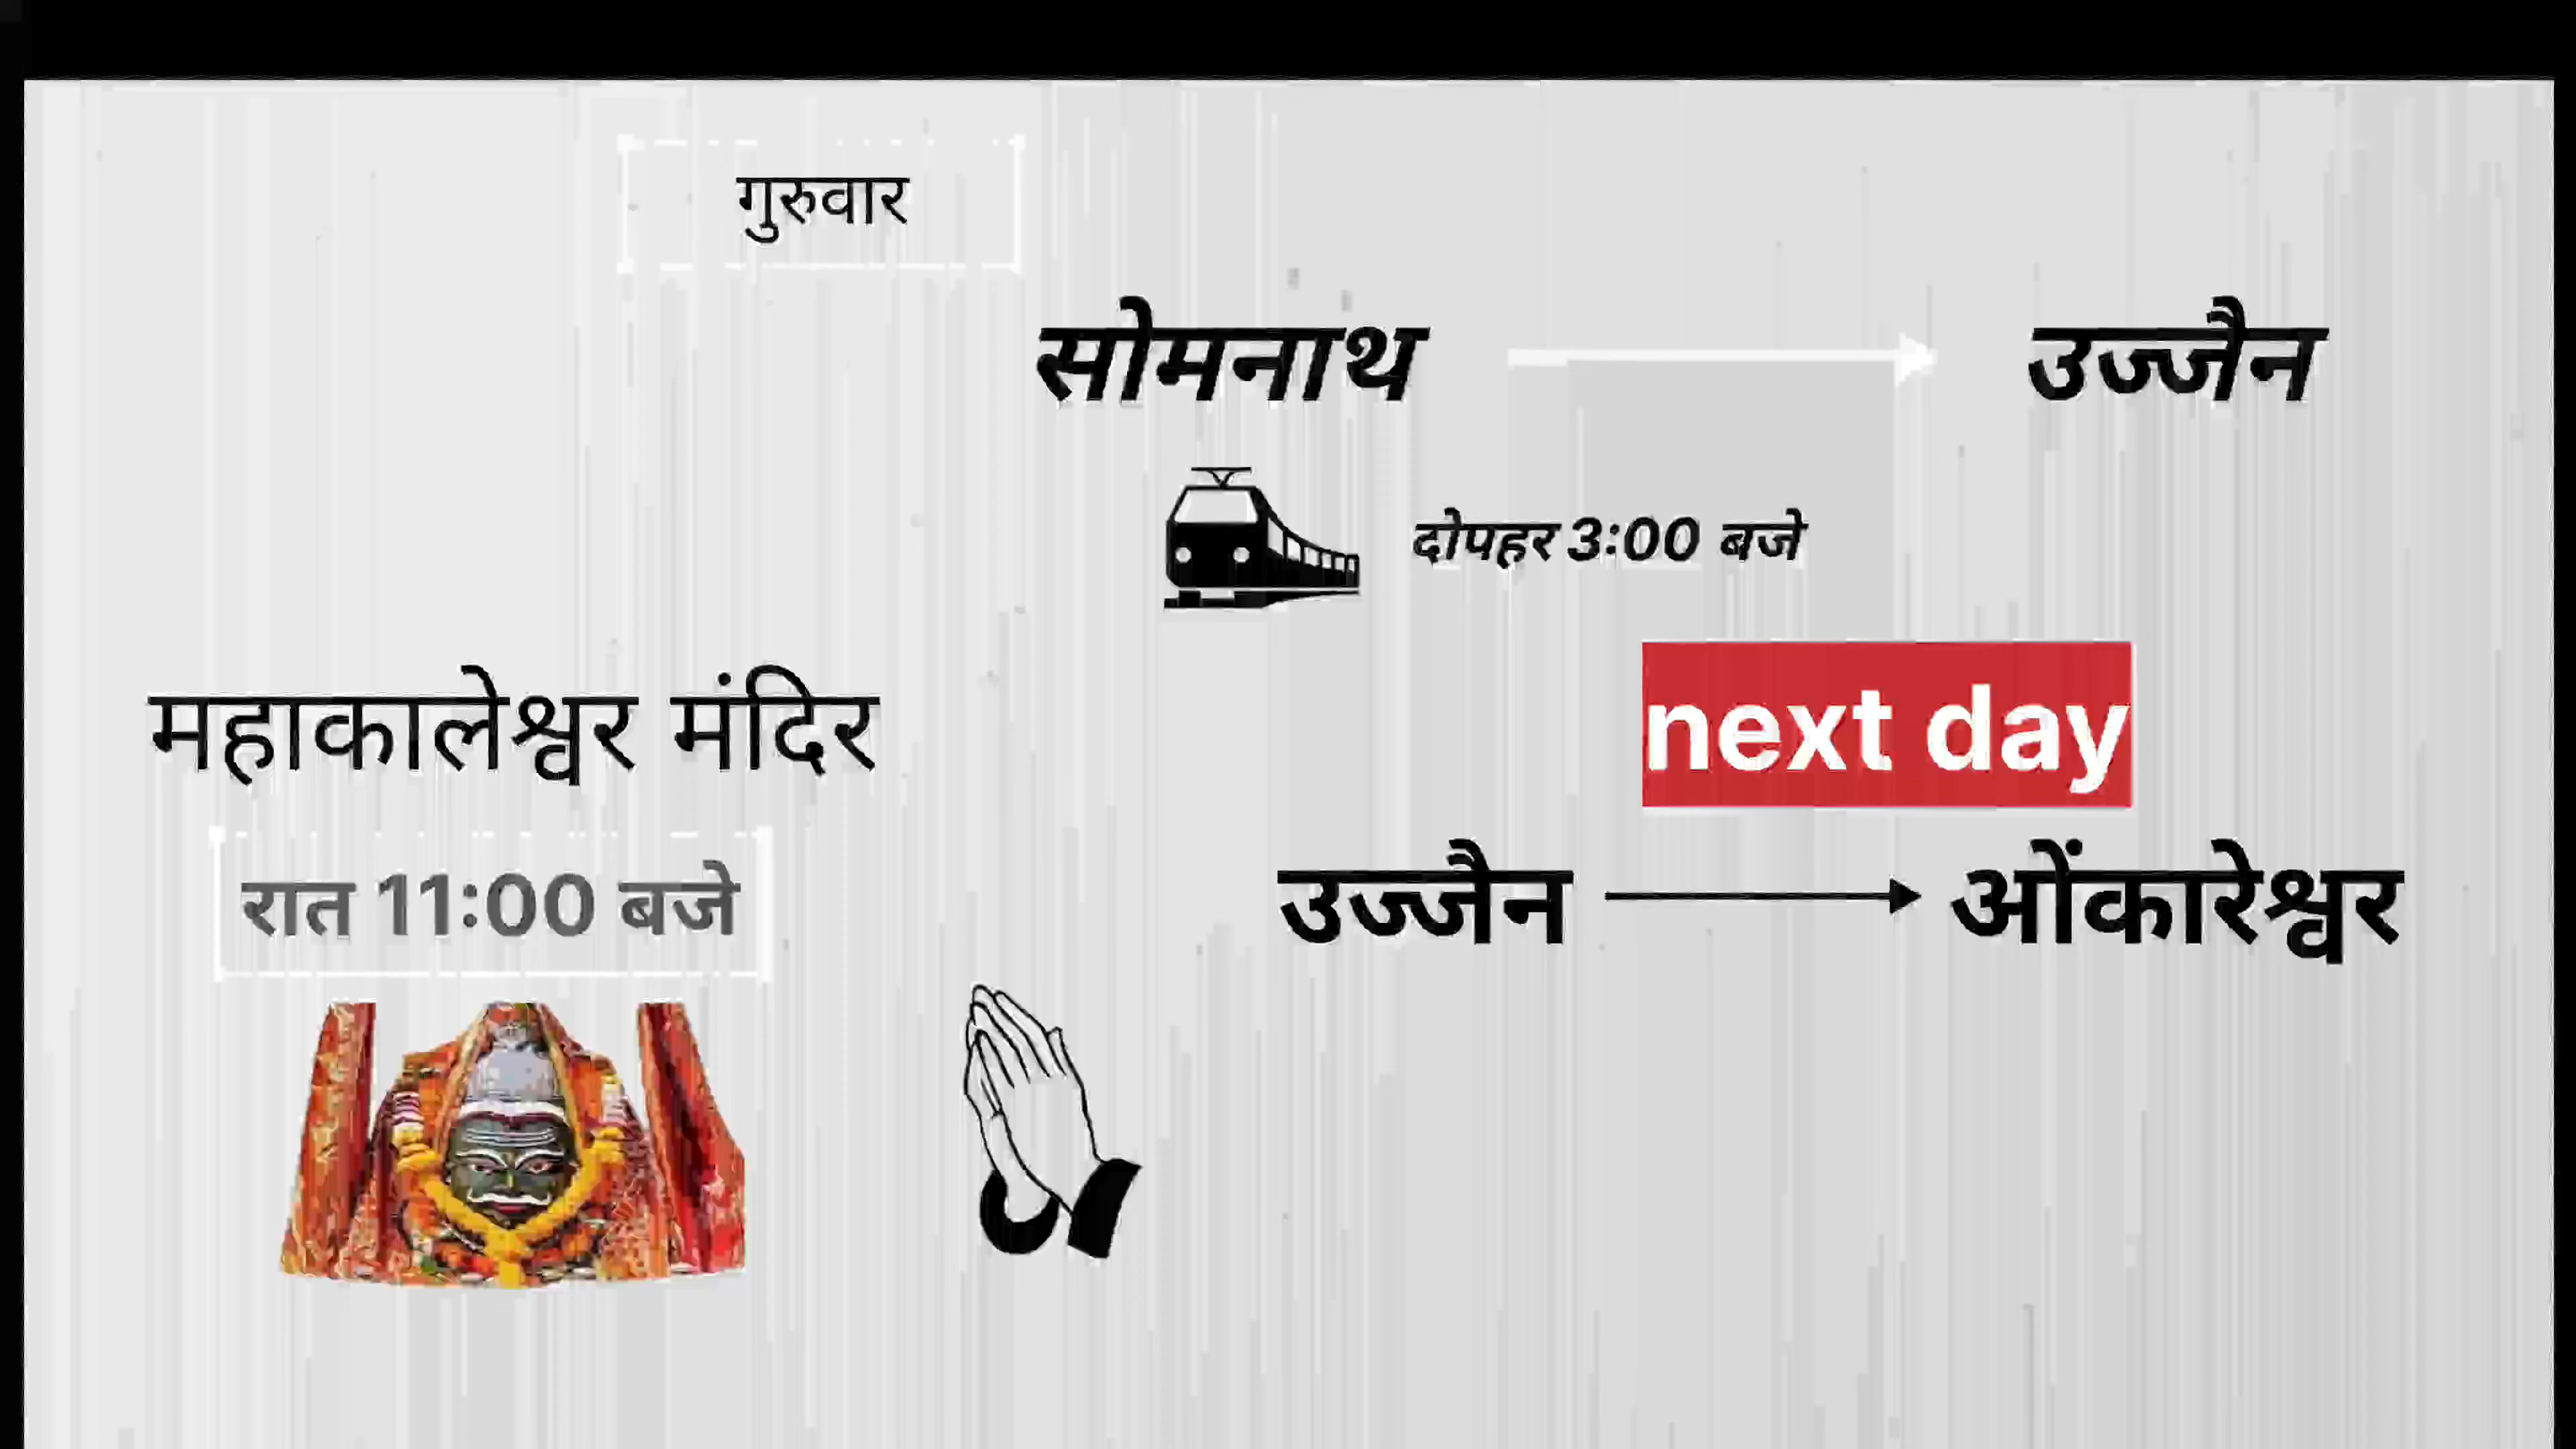 गुरुवार
सोमनाथ
उज्जैन
दोपहर 3:00 बजे
महाकालेश्वर मंदिर
रात 11:00 बजे
next day
उज्जैन
ओंकारेश्वर